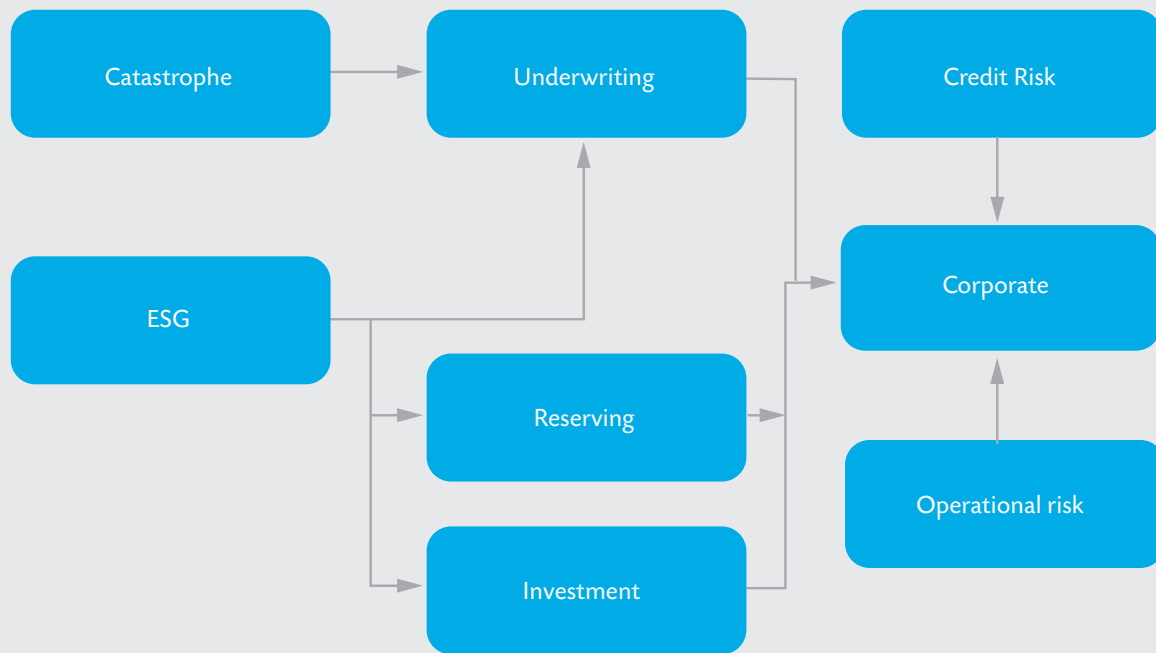 Catastrophe
Underwriting
Credit Risk
ESG
Corporate
Reserving
Operational risk
Investment